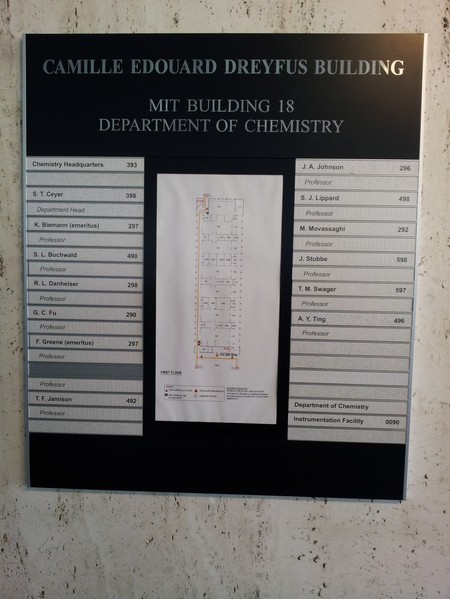 CAMILLE EDOUARD DREYFUS BUILDING
MIT BUILDING 18
DEPARTMENT OF CHEMISTRY
Chemistry Headquarters 393
S. T. Ceyer 398
Department Head
K. Biemann (emeritus) 297
Professor
S. L. Buchwald 490
Professor
R. L. Danheiser 298
Professor
G. C. Fu 290
Professor
F. Greene (emeritus) 297
Professor
Professor
T. F. Jamison 492
Professor
FIRST FLOOR
J. A. Johnson 296
Professor
S. J. Lippard 498
Professor
M. Movassaghi 292
Professor
J. Stubbe 598
Professor
T. M. Swager 597
Professor
A. Y. Ting 496
Professor
Department of Chemistry
Instrumentation Facility 0090